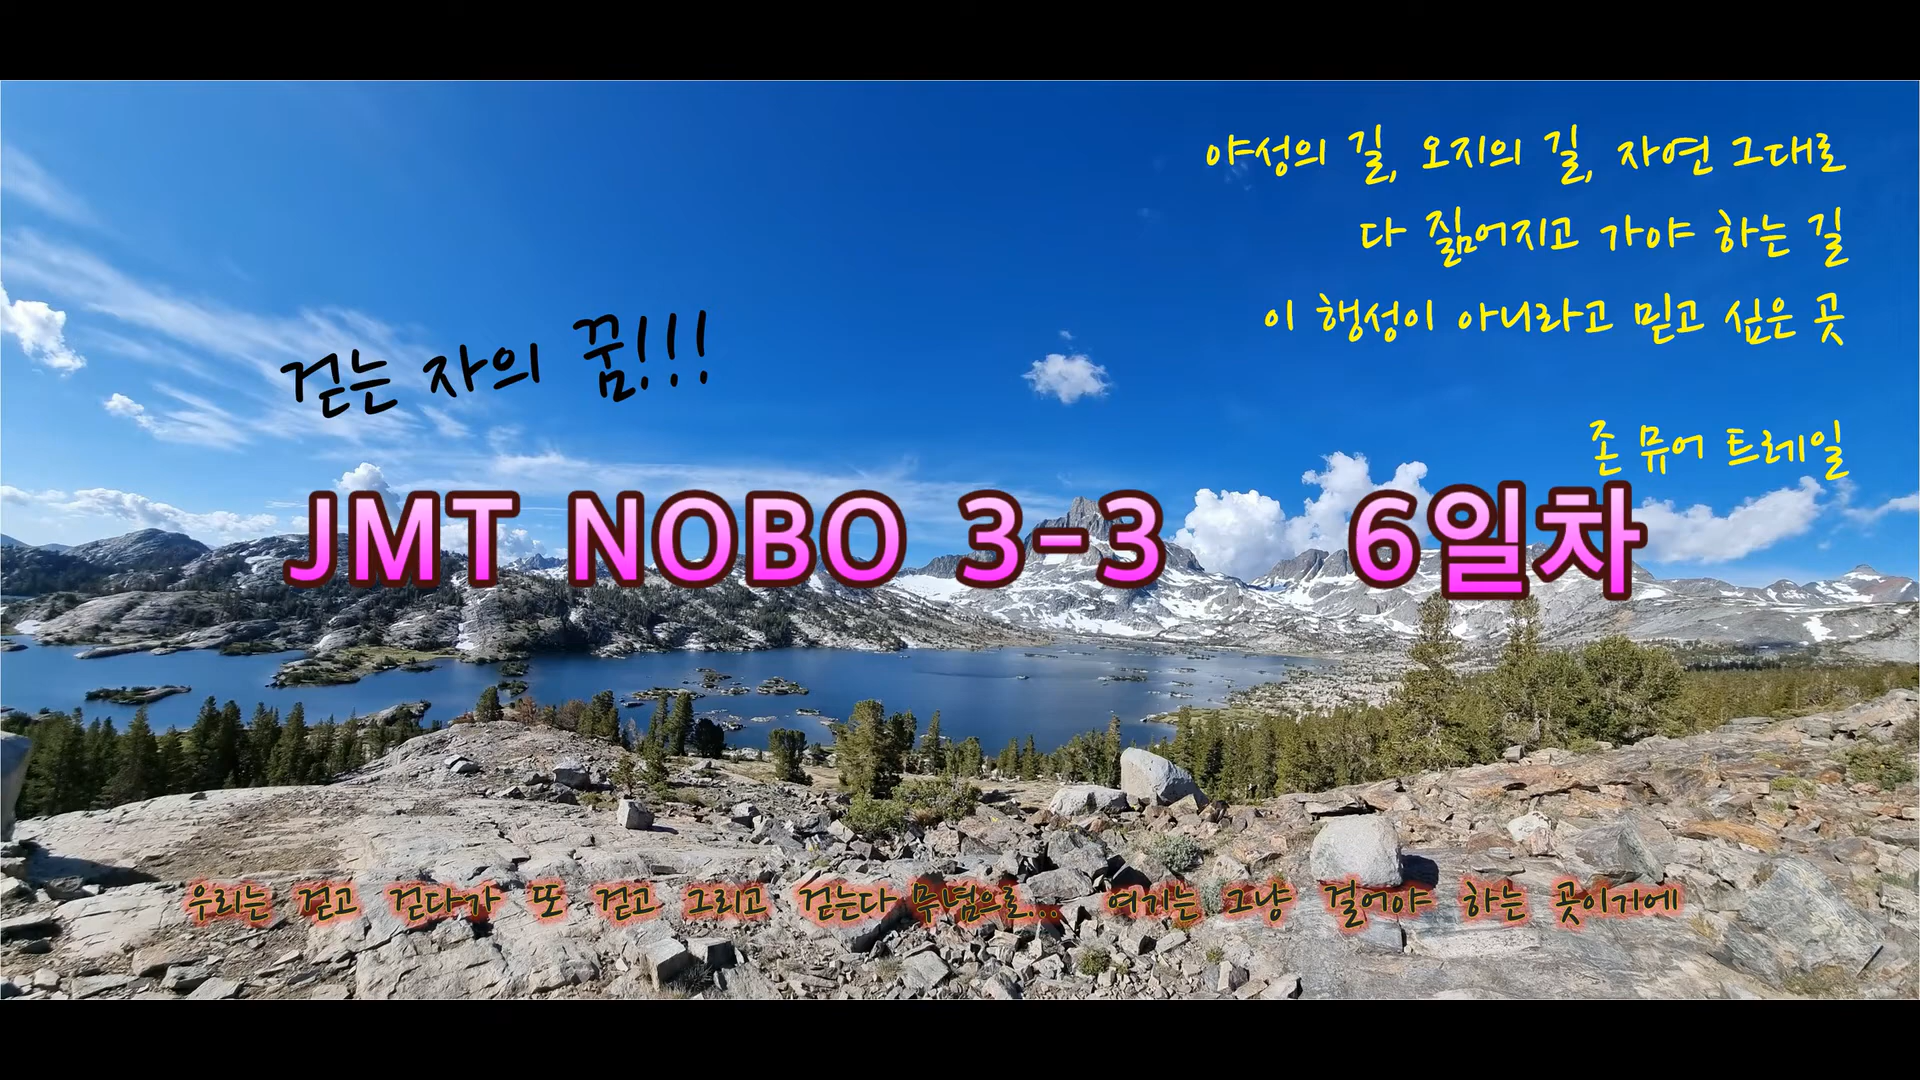 야성의 길, 오지의 길, 자연 그대로
다 짊어지고 가야 하는 길
이 행성이 아니라고 믿고 싶은 곳
걷는 자의 꿈!!!
존 뮤어 트레일
JMT NOBO 3-3 6일차
우리는 걷고 걷다가 또 걷고 그리고 걷는다 무념으로... 여기는 그냥 걸어야 하는 곳이기에